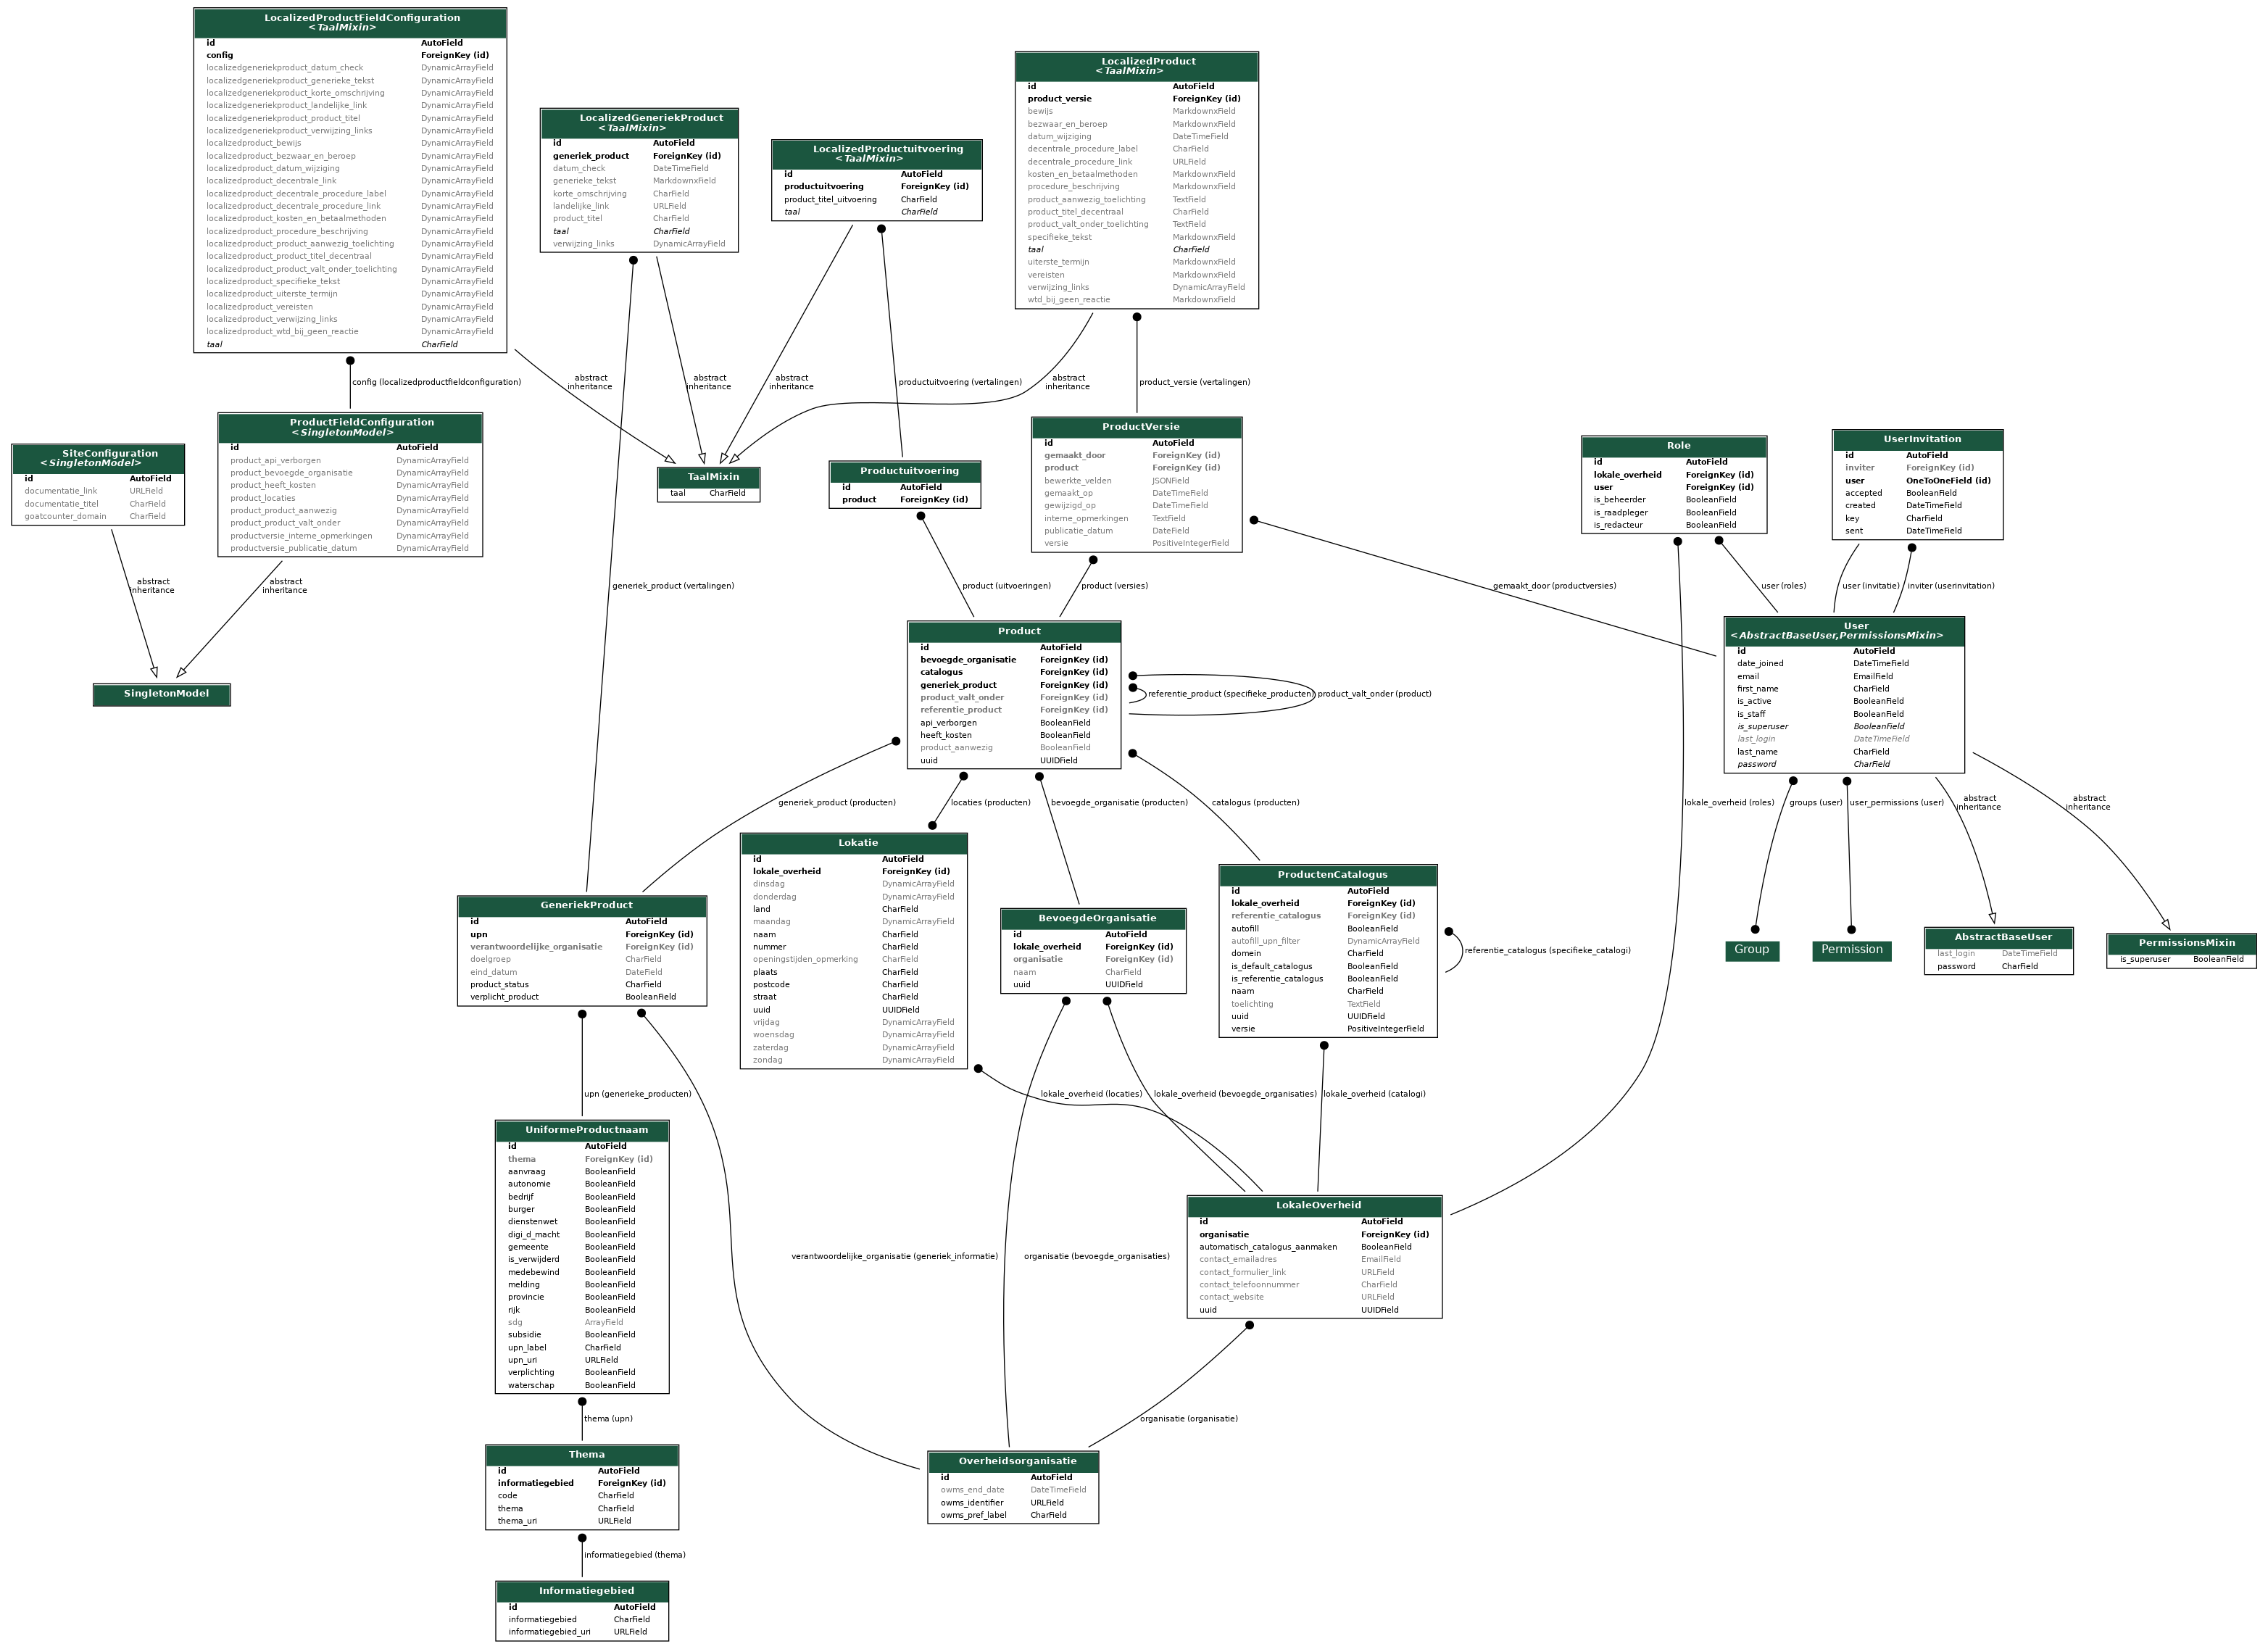 LocalizedProductFieldConfiguration
<TaalMixin>
id AutoField
config ForeignKey (id)
localizedgeneriekproduct_datum_check DynamicArrayField
localizedgeneriekproduct_generieke_tekst DynamicArrayField
localizedgeneriekproduct_korte_omschrijving DynamicArrayField
localizedgeneriekproduct_landelijke_link DynamicArrayField
localizedgeneriekproduct_product_titel DynamicArrayField
localizedgeneriekproduct_verwijzing_links DynamicArrayField
localizedproduct_bewijs DynamicArrayField
localizedproduct_bezwaar_en_beroep DynamicArrayField
localizedproduct_datum_wijziging DynamicArrayField
localizedproduct_decentrale_link DynamicArrayField
localizedproduct_decentrale_procedure_label DynamicArrayField
localizedproduct_decentrale_procedure_link DynamicArrayField
localizedproduct_kosten_en_betaalmethoden DynamicArrayField
localizedproduct_procedure_beschrijving DynamicArrayField
localizedproduct_product_aanwezig_toelichting DynamicArrayField
localizedproduct_product_titel_decentraal DynamicArrayField
localizedproduct_product_valt_onder_toelichting DynamicArrayField
localizedproduct_specifieke_tekst DynamicArrayField
localizedproduct_uiterste_termijn DynamicArrayField
localizedproduct_vereisten DynamicArrayField
localizedproduct_verwijzing_links DynamicArrayField
localizedproduct_wtd_bij_geen_reactie DynamicArrayField
taal CharField
LocalizedGeneriekProduct
<TaalMixin>
id AutoField
generiek_product ForeignKey (id)
datum_check DateTimeField
generieke_tekst MarkdownxField
korte_omschrijving CharField
landelijke_link URLField
product_titel CharField
taal CharField
verwijzing_links DynamicArrayField
LocalizedProductuitvoering
<TaalMixin>
id AutoField
productuitvoering ForeignKey (id)
product_titel_uitvoering CharField
taal CharField
LocalizedProduct
<TaalMixin>
id AutoField
product_versie ForeignKey (id)
bewijs MarkdownxField
bezwaar_en_beroep MarkdownxField
datum_wijziging DateTimeField
decentrale_procedure_label CharField
decentrale_procedure_link URLField
kosten_en_betaalmethoden MarkdownxField
procedure_beschrijving MarkdownxField
product_aanwezig_toelichting TextField
product_titel_decentraal CharField
product_valt_onder_toelichting TextField
specifieke_tekst MarkdownxField
taal CharField
uiterste_termijn MarkdownxField
vereisten MarkdownxField
verwijzing_links DynamicArrayField
wtd_bij_geen_reactie MarkdownxField
config (localizedproductfieldconfiguration)
abstract
inheritance
abstract
inheritance
abstract
inheritance
productuitvoering (vertalingen)
abstract
inheritance
product_versie (vertalingen)
SiteConfiguration
<SingletonModel>
id AutoField
documentatie_link URLField
documentatie_titel CharField
goatcounter_domain CharField
ProductFieldConfiguration
<SingletonModel>
id AutoField
product_api_verborgen DynamicArrayField
product_bevoegde_organisatie DynamicArrayField
product_heeft_kosten DynamicArrayField
product_locaties DynamicArrayField
product_product_aanwezig DynamicArrayField
product_product_valt_onder DynamicArrayField
productversie_interne_opmerkingen DynamicArrayField
productversie_publicatie_datum DynamicArrayField
TaalMixin
taal CharField
Productuitvoering
id AutoField
product ForeignKey (id)
ProductVersie
id AutoField
gemaakt_door ForeignKey (id)
product ForeignKey (id)
bewerkte_velden JSONField
gemaakt_op DateTimeField
gewijzigd_op DateTimeField
interne_opmerkingen TextField
publicatie_datum DateField
versie PositiveIntegerField
Role
id AutoField
lokale_overheid ForeignKey (id)
user ForeignKey (id)
is_beheerder BooleanField
is_raadpleger BooleanField
is_redacteur BooleanField
UserInvitation
id AutoField
inviter ForeignKey (id)
user OneToOneField (id)
accepted BooleanField
created DateTimeField
key CharField
sent DateTimeField
abstract
inheritance
abstract
inheritance
generiek_product (vertalingen)
product (uitvoeringen)
product (versies)
gemaakt_door (productversies)
user (roles)
user (invitatie)
inviter (userinvitation)
SingletonModel
Product
id AutoField
bevoegde_organisatie ForeignKey (id)
catalogus ForeignKey (id)
generiek_product ForeignKey (id)
product_valt_onder ForeignKey (id)
referentie_product ForeignKey (id)
api_verborgen BooleanField
heeft_kosten BooleanField
product_aanwezig BooleanField
uuid UUIDField
referentie_product (specifieke_producten)
product_valt_onder (product)
User
<AbstractBaseUser,PermissionsMixin>
id AutoField
date_joined DateTimeField
email EmailField
first_name CharField
is_active BooleanField
is_staff BooleanField
is_superuser BooleanField
last_login DateTimeField
last_name CharField
password CharField
generiek_product (producten)
locaties (producten)
bevoegde_organisatie (producten)
catalogus (producten)
lokale_overheid (roles)
groups (user)
user_permissions (user)
abstract
inheritance
abstract
inheritance
GeneriekProduct
id AutoField
upn ForeignKey (id)
verantwoordelijke_organisatie ForeignKey (id)
doelgroep CharField
eind_datum DateField
product_status CharField
verplicht_product BooleanField
Lokatie
id AutoField
lokale_overheid ForeignKey (id)
dinsdag DynamicArrayField
donderdag DynamicArrayField
land CharField
maandag DynamicArrayField
naam CharField
nummer CharField
openingstijden_opmerking CharField
plaats CharField
postcode CharField
straat CharField
uuid UUIDField
vrijdag DynamicArrayField
woensdag DynamicArrayField
zaterdag DynamicArrayField
zondag DynamicArrayField
BevoegdeOrganisatie
id AutoField
lokale_overheid ForeignKey (id)
organisatie ForeignKey (id)
naam CharField
uuid UUIDField
ProductenCatalogus
id AutoField
lokale_overheid ForeignKey (id)
referentie_catalogus ForeignKey (id)
autofill BooleanField
autofill_upn_filter DynamicArrayField
domein CharField
is_default_catalogus BooleanField
is_referentie_catalogus BooleanField
naam CharField
toelichting TextField
uuid UUIDField
versie PositiveIntegerField
referentie_catalogus (specifieke_catalogi)
Group
Permission
AbstractBaseUser
last_login DateTimeField
password CharField
PermissionsMixin
is_superuser BooleanField
upn (generieke_producten)
lokale_overheid (locaties)
lokale_overheid (bevoegde_organisaties)
lokale_overheid (catalogi)
UniformeProductnaam
id AutoField
thema ForeignKey (id)
aanvraag BooleanField
autonomie BooleanField
bedrijf BooleanField
burger BooleanField
dienstenwet BooleanField
digi_d_macht BooleanField
gemeente BooleanField
is_verwijderd BooleanField
medebewind BooleanField
melding BooleanField
provincie BooleanField
rijk BooleanField
sdg ArrayField
subsidie BooleanField
upn_label CharField
upn_uri URLField
verplichting BooleanField
waterschap BooleanField
verantwoordelijke_organisatie (generiek_informatie)
organisatie (bevoegde_organisaties)
LokaleOverheid
id AutoField
organisatie ForeignKey (id)
automatisch_catalogus_aanmaken BooleanField
contact_emailadres EmailField
contact_formulier_link URLField
contact_telefoonnummer CharField
contact_website URLField
uuid UUIDField
thema (upn)
organisatie (organisatie)
Thema
id AutoField
informatiegebied ForeignKey (id)
code CharField
thema CharField
thema_uri URLField
Overheidsorganisatie
id AutoField
owms_end_date DateTimeField
owms_identifier URLField
owms_pref_label CharField
informatiegebied (thema)
Informatiegebied
id AutoField
informatiegebied CharField
informatiegebied_uri URLField